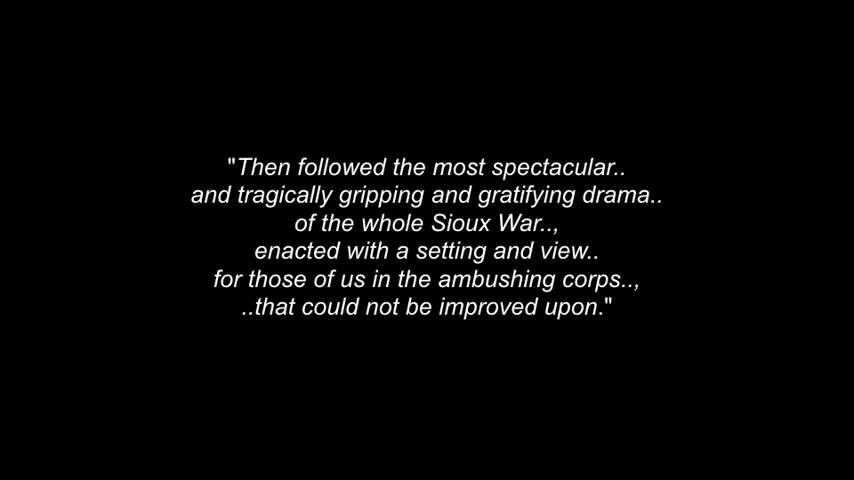 "Then followed the most spectacular..
and tragically gripping and gratifying drama..
of the whole Sioux War..,
enacted with a setting and view..
for those of us in the ambushing corps..,
..that could not be improved upon."